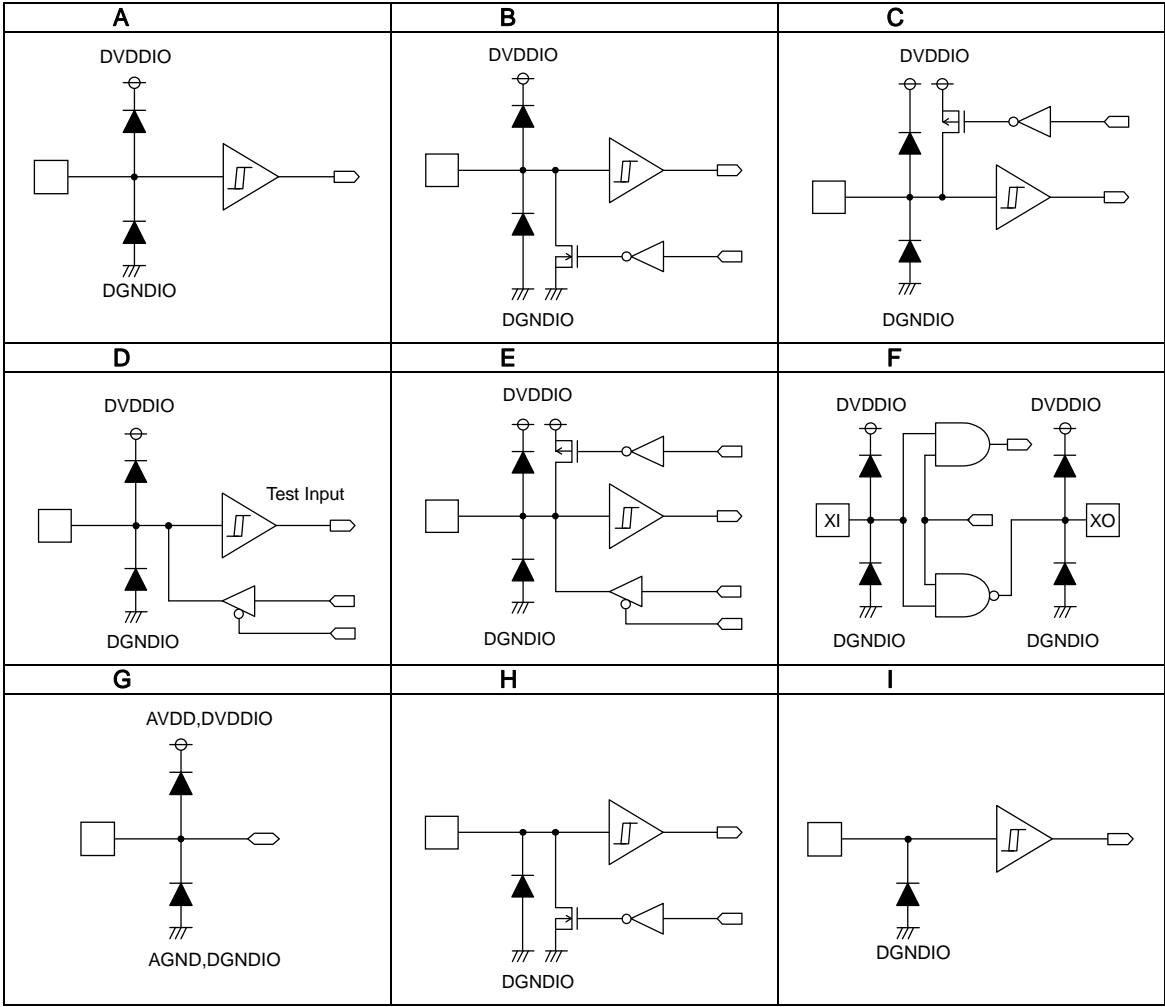 A B C
DVDDIO DVDDIO DVDDIO
DGNDIO DGNDIO DGNDIO
D E F
DVDDIO DVDDIO DVDDIO DVDDIO
Test Input
XI XO
DGNDIO DGNDIO DGNDIO DGNDIO
G H I
AVDD,DVDDIO
AGND,DGNDIO DGNDIO DGNDIO